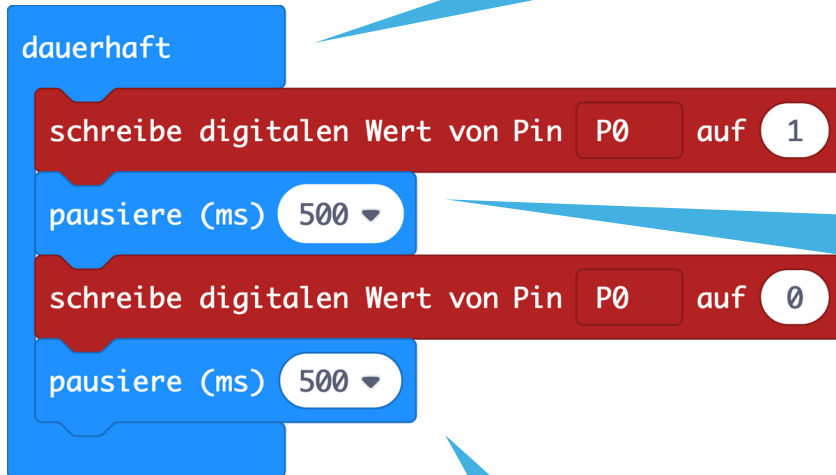 dauerhaft
schreibe digitalen Wert von Pin P0 auf 1
pausiere (ms) 500
schreibe digitalen Wert von Pin P0 auf 0
pausiere (ms) 500